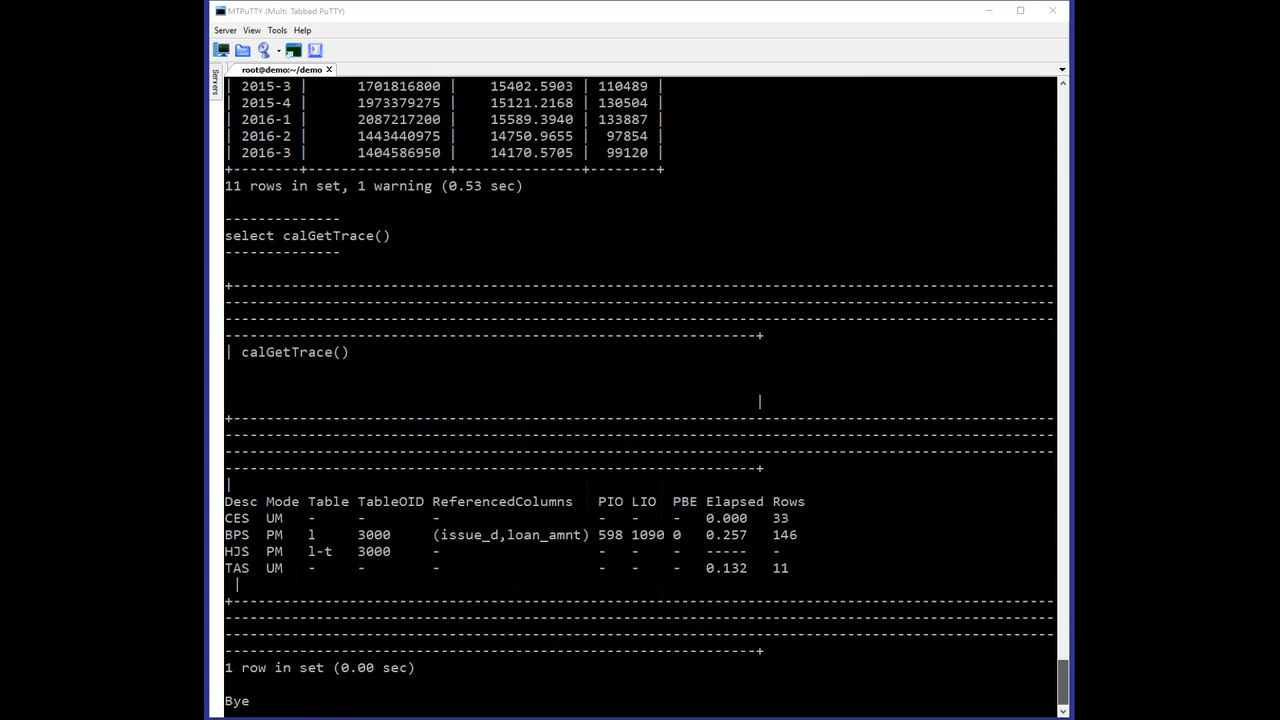 MTPuTTY (Multi Tabbed PuTTY)
Server View Tools Help
root@demo:~/demo
Servers
| 2015-3 | 1701816800 | 15402.5903 | 110489 |
| 2015-4 | 1973379275 | 15121.2168 | 130504 |
| 2016-1 | 2087217200 | 15589.3940 | 133887 |
| 2016-2 | 1443440975 | 14750.9655 | 97854 |
| 2016-3 | 1404586950 | 14170.5705 | 99120 |
11 rows in set, 1 warning (0.53 sec)
select calGetTrace()
| calGetTrace()
Desc Mode Table TableOID ReferencedColumns PIO LIO PBE Elapsed Rows
CES UM - - - - - - 0.000 33
BPS PM l 3000 (issue_d,loan_amnt) 598 1090 0 0.257 146
HJS PM l-t 3000 - - - - ----- -
TAS UM - - - - - - 0.132 11
1 row in set (0.00 sec)
Bye